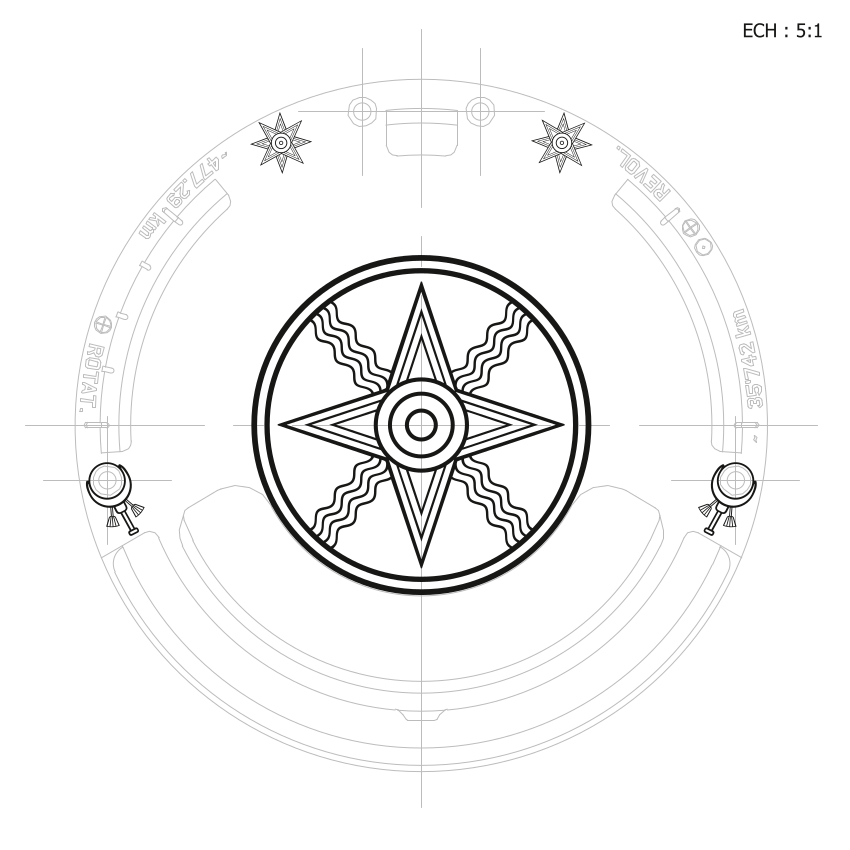 ECH : 5:1
-477.29 km
⊕ ROTAT.
REVOL. ⊕ ⊙
- 35.742 km